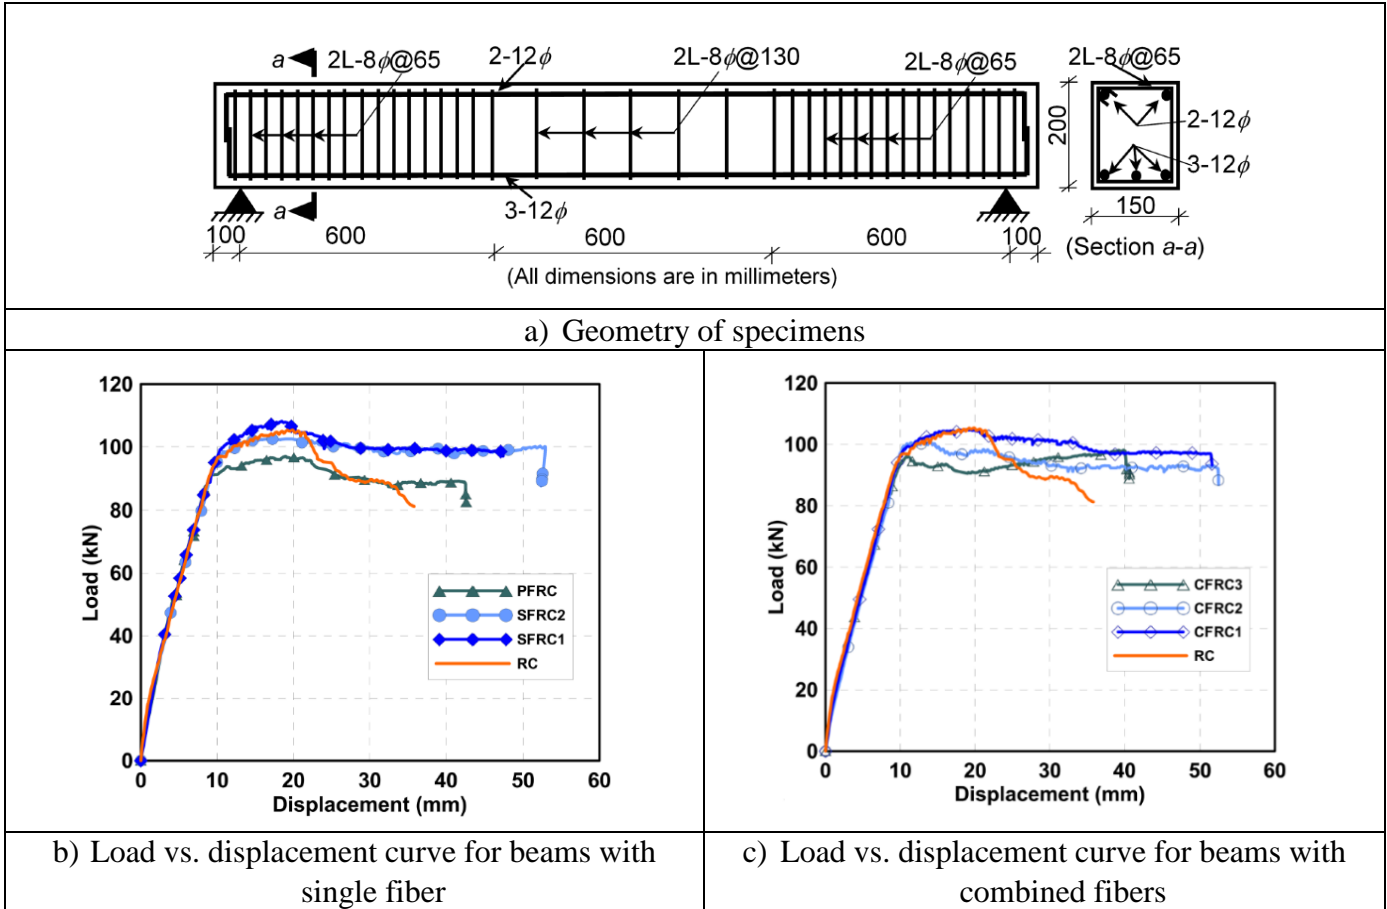 a
2L-8ϕ@65
2-12ϕ
2L-8ϕ@130
2L-8ϕ@65
2L-8ϕ@65
200
2-12ϕ
3-12ϕ
a
3-12ϕ
150
100
600
600
600
100
(Section a-a)
(All dimensions are in millimeters)
a) Geometry of specimens
120
100
80
60
40
20
0
Load (kN)
PFRC
SFRC2
SFRC1
RC
0 10 20 30 40 50 60
Displacement (mm)
120
100
80
60
40
20
0
Load (kN)
CFRC3
CFRC2
CFRC1
RC
0 10 20 30 40 50 60
Displacement (mm)
b) Load vs. displacement curve for beams with
single fiber
c) Load vs. displacement curve for beams with
combined fibers